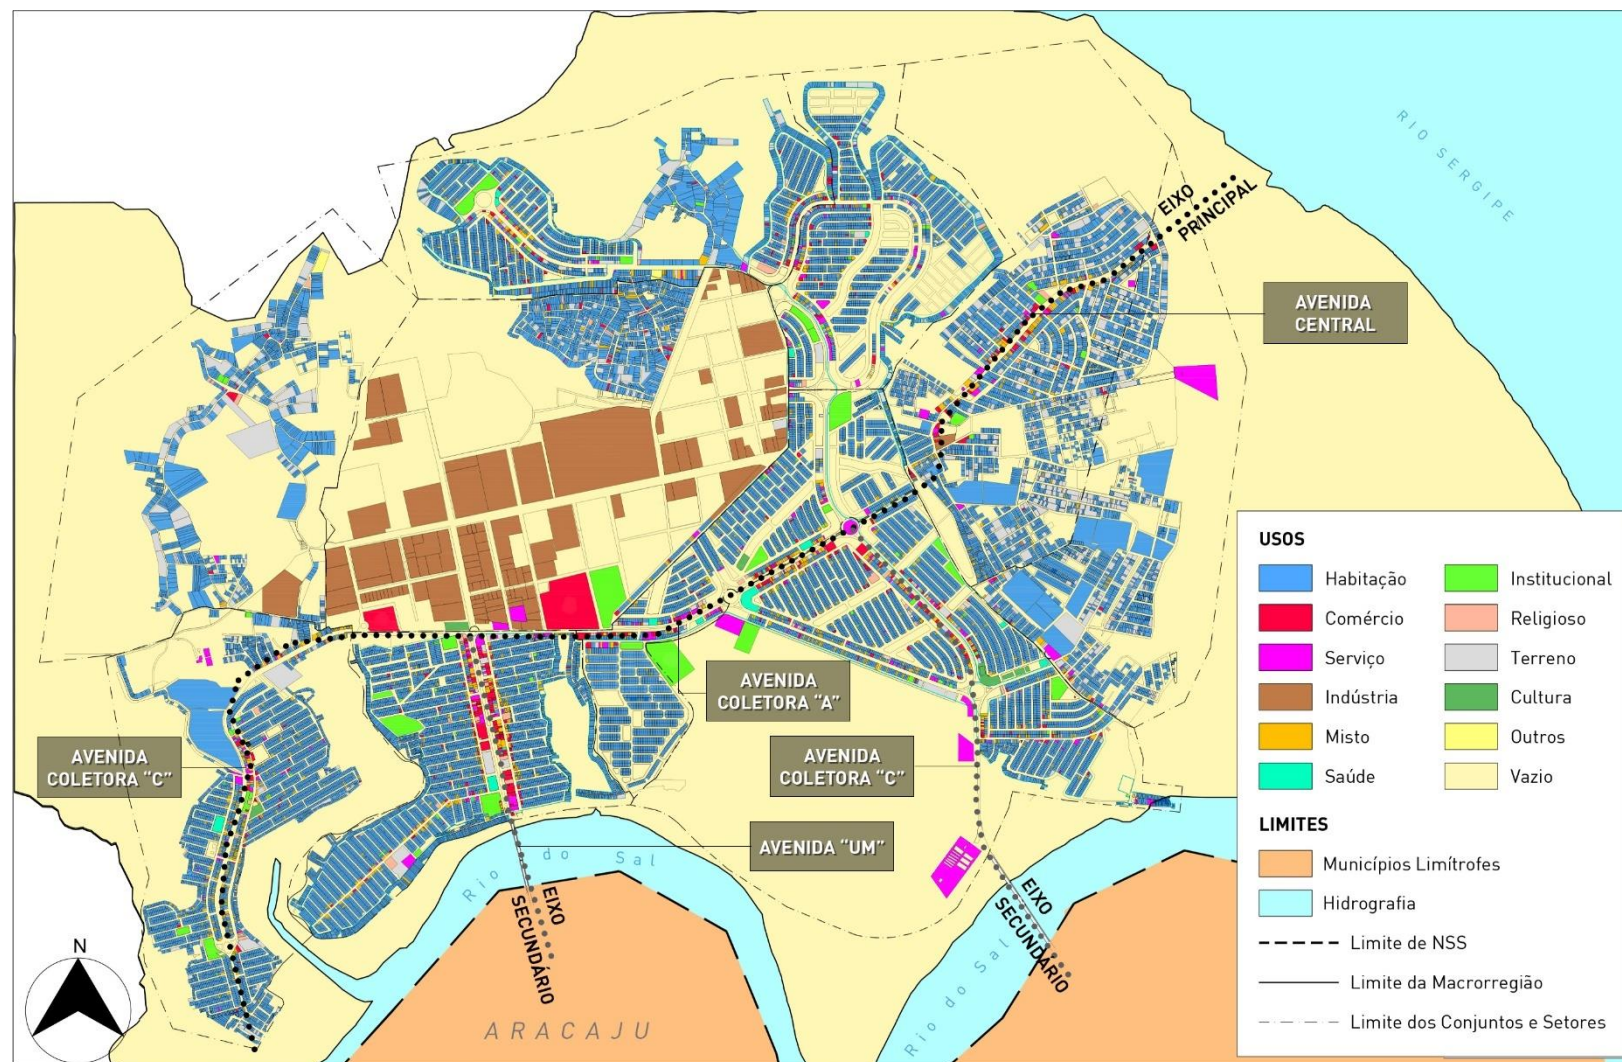 RIO SERGIPE
EIXO
PRINCIPAL
AVENIDA
CENTRAL
AVENIDA
COLETORA “A”
AVENIDA
COLETORA “C”
AVENIDA
COLETORA “C”
AVENIDA “UM”
Rio do Sal
EIXO
SECUNDÁRIO
EIXO
SECUNDÁRIO
Rio do Sal
ARACAJU
N
USOS
Habitação
Institucional
Comércio
Religioso
Serviço
Terreno
Indústria
Cultura
Misto
Outros
Saúde
Vazio
LIMITES
Municípios Limítrofes
Hidrografia
Limite de NSS
Limite da Macrorregião
Limite dos Conjuntos e Setores